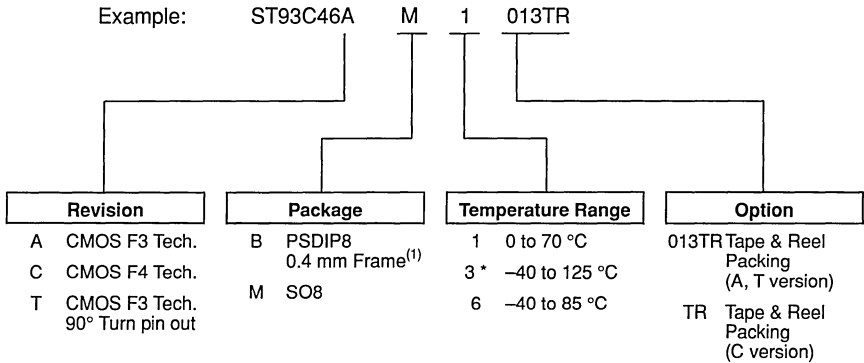 Example: ST93C46A M 1 013TR
Revision
A CMOS F3 Tech.
C CMOS F4 Tech.
T CMOS F3 Tech.
90° Turn pin out
Package
B PSDIP8
0.4 mm Frame(1)
M SO8
Temperature Range
1 0 to 70 °C
3 * –40 to 125 °C
6 –40 to 85 °C
Option
013TR Tape & Reel
Packing
(A, T version)
TR Tape & Reel
Packing
(C version)